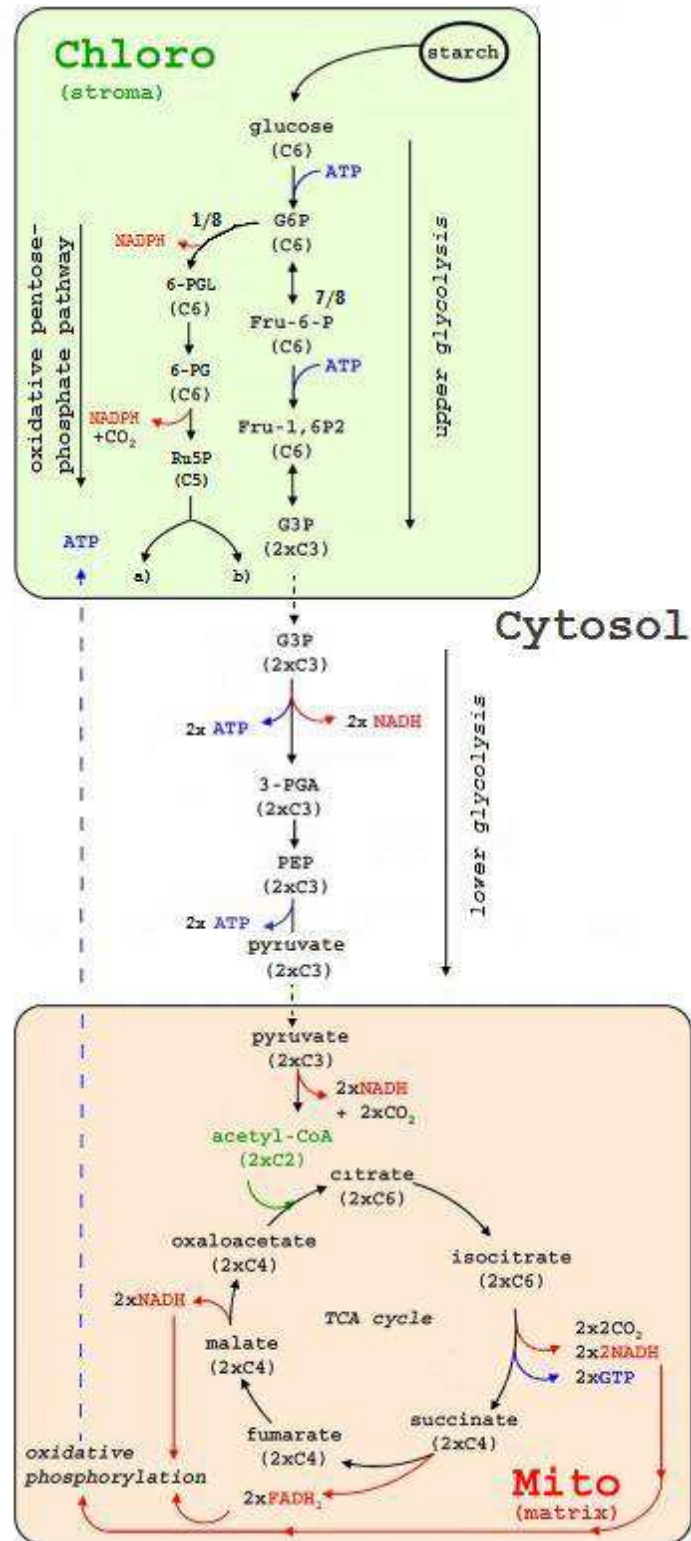 Chloro
(stroma)
starch
glucose
(C6)
ATP
G6P
(C6)
1/8
NADPH
6-PGL
(C6)
7/8
Fru-6-P
(C6)
ATP
6-PG
(C6)
NADPH
+CO₂
Fru-1,6P2
(C6)
Ru5P
(C5)
G3P
(2xC3)
a)
b)
ATP
oxidative pentose-
phosphate pathway
upper glycolysis
Cytosol
G3P
(2xC3)
2x ATP
2x NADH
3-PGA
(2xC3)
PEP
(2xC3)
2x ATP
pyruvate
(2xC3)
lower glycolysis
pyruvate
(2xC3)
2xNADH
+ 2xCO₂
acetyl-CoA
(2xC2)
citrate
(2xC6)
oxaloacetate
(2xC4)
isocitrate
(2xC6)
2xNADH
TCA cycle
malate
(2xC4)
2x2CO₂
2x2NADH
2xGTP
succinate
(2xC4)
fumarate
(2xC4)
oxidative
phosphorylation
2xFADH₂
Mito
(matrix)